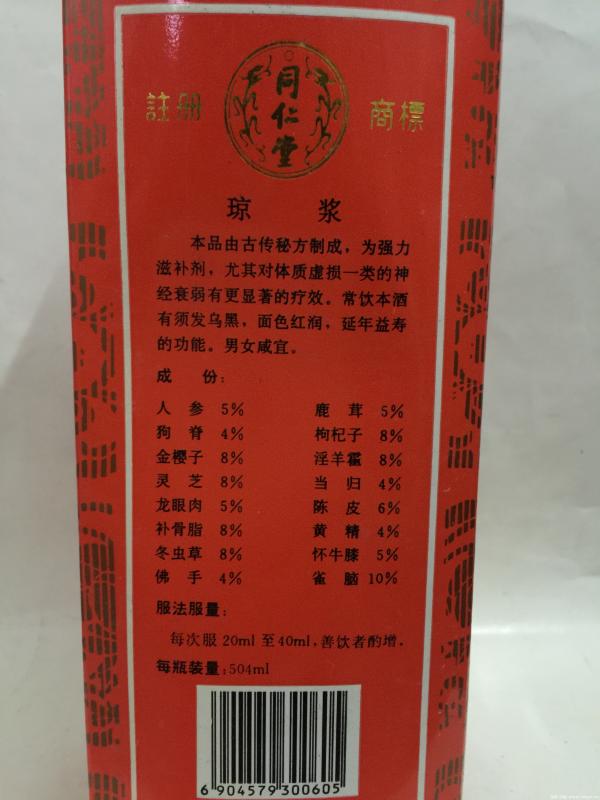 註册 同仁堂 商標
琼 浆
本品由古传秘方制成，为强力
滋补剂，尤其对体质虚损一类的神
经衰弱有更显著的疗效。常饮本酒
有须发乌黑，面色红润，延年益寿
的功能。男女咸宜。
成 份：
人 参 5% 鹿 茸 5%
狗 脊 4% 枸杞子 8%
金樱子 8% 淫羊霍 8%
灵 芝 8% 当 归 4%
龙眼肉 5% 陈 皮 6%
补骨脂 8% 黄 精 4%
冬虫草 8% 怀牛膝 5%
佛 手 4% 雀 脑 10%
服法服量：
每次服 20ml 至 40ml，善饮者酌增。
每瓶装量：504ml
6 904579 300605